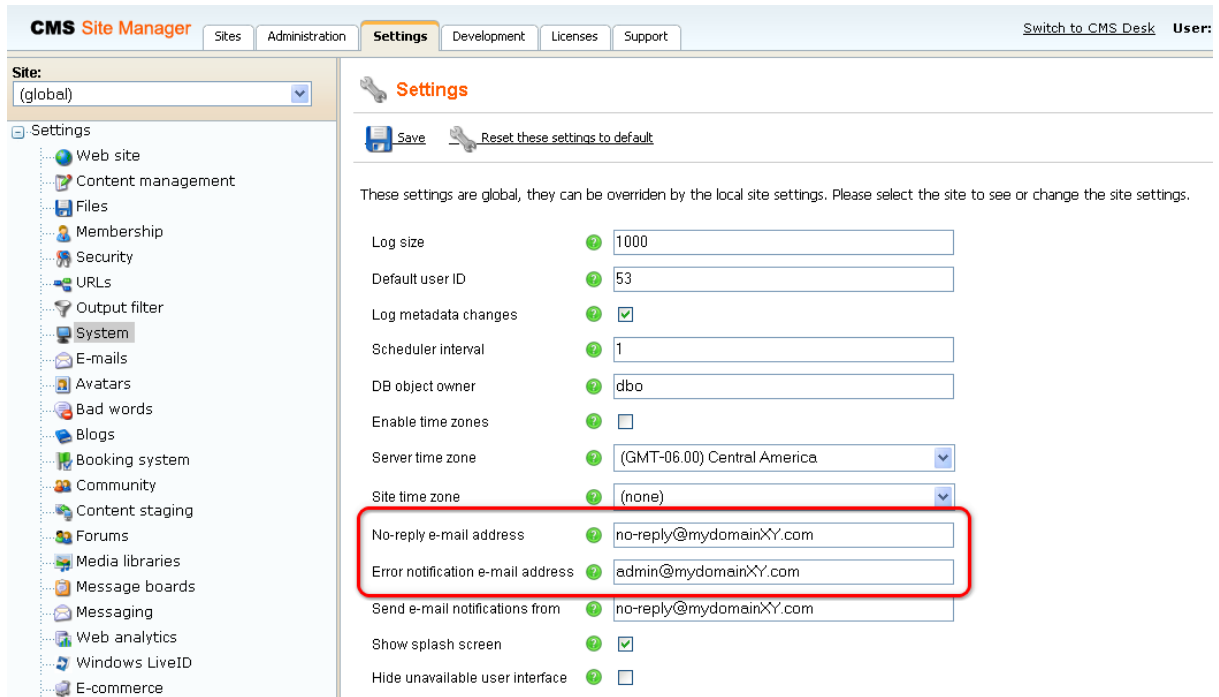 CMS Site Manager Sites Administration Settings Development Licenses Support Switch to CMS Desk User:
Site:
(global)
Settings
Web site
Content management
Files
Membership
Security
URLs
Output filter
System
E-mails
Avatars
Bad words
Blogs
Booking system
Community
Content staging
Forums
Media libraries
Message boards
Messaging
Web analytics
Windows LiveID
E-commerce
Settings
Save Reset these settings to default
These settings are global, they can be overriden by the local site settings. Please select the site to see or change the site settings.
Log size 1000
Default user ID 53
Log metadata changes
Scheduler interval 1
DB object owner dbo
Enable time zones
Server time zone (GMT-06.00) Central America
Site time zone (none)
No-reply e-mail address no-reply@mydomainXY.com
Error notification e-mail address admin@mydomainXY.com
Send e-mail notifications from no-reply@mydomainXY.com
Show splash screen
Hide unavailable user interface